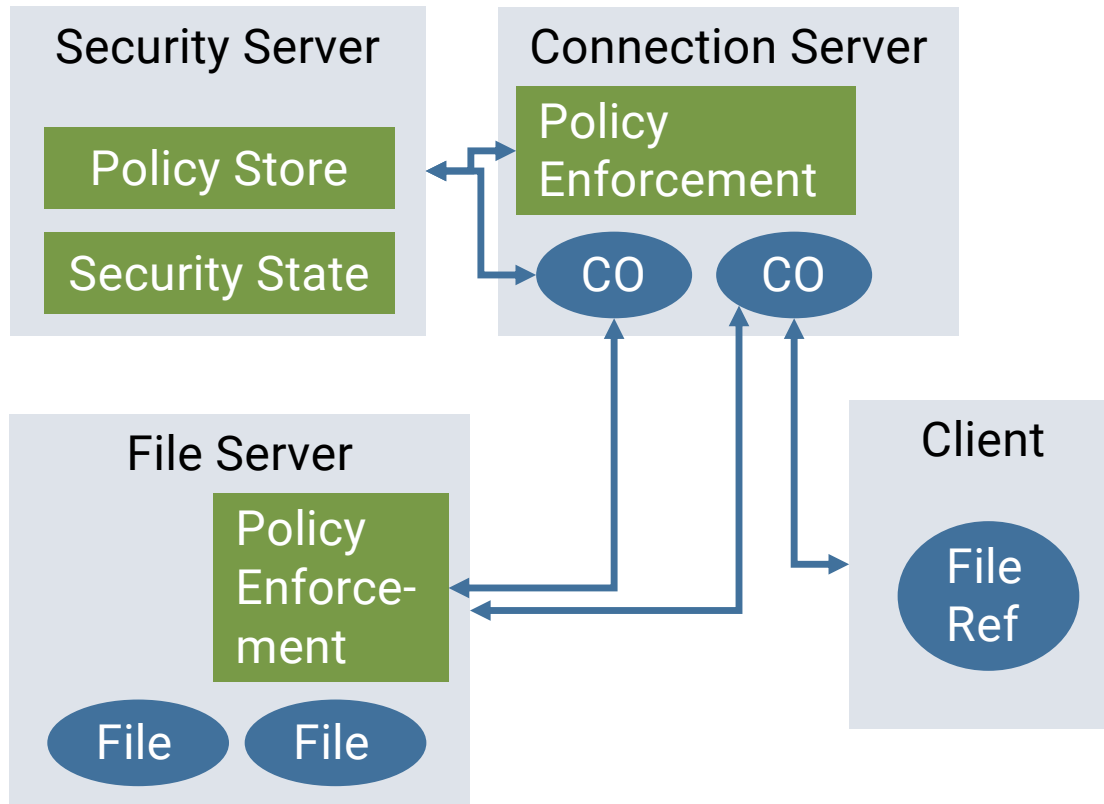 Security Server
Policy Store
Security State
Connection Server
Policy
Enforcement
CO
CO
File Server
Policy
Enforce-
ment
File
File
Client
File
Ref